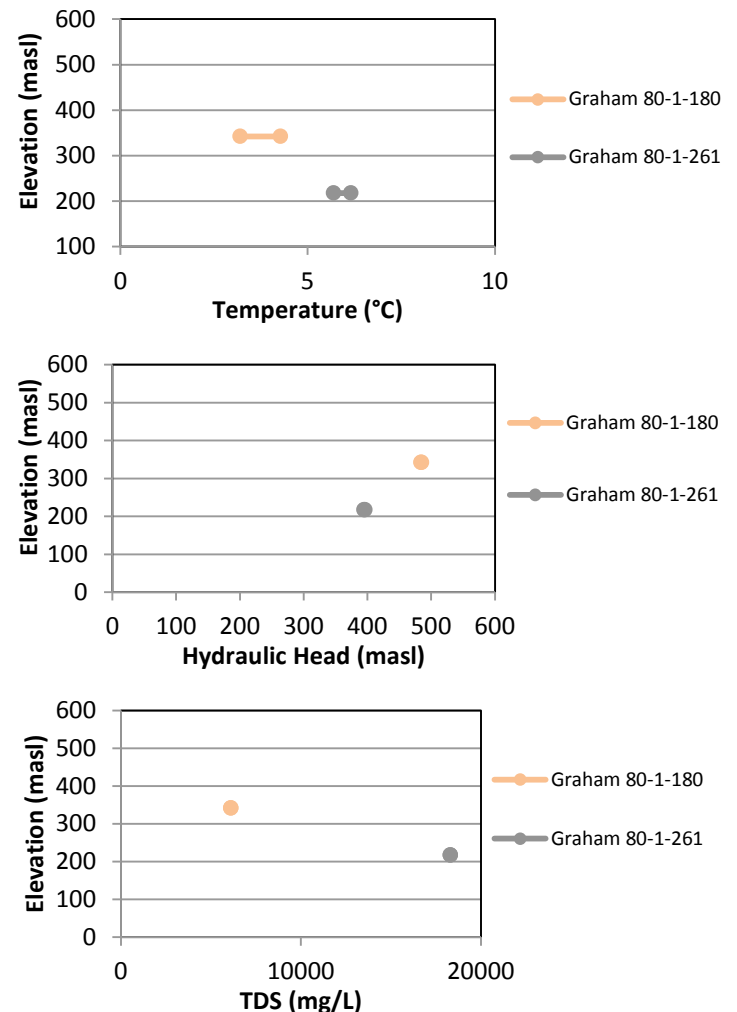 600
500
400
300
200
100
Elevation (masl)
0 5 10
Temperature (°C)
Graham 80-1-180
Graham 80-1-261
600
500
400
300
200
100
0
Elevation (masl)
0 100 200 300 400 500 600
Hydraulic Head (masl)
Graham 80-1-180
Graham 80-1-261
600
500
400
300
200
100
0
Elevation (masl)
0 10000 20000
TDS (mg/L)
Graham 80-1-180
Graham 80-1-261